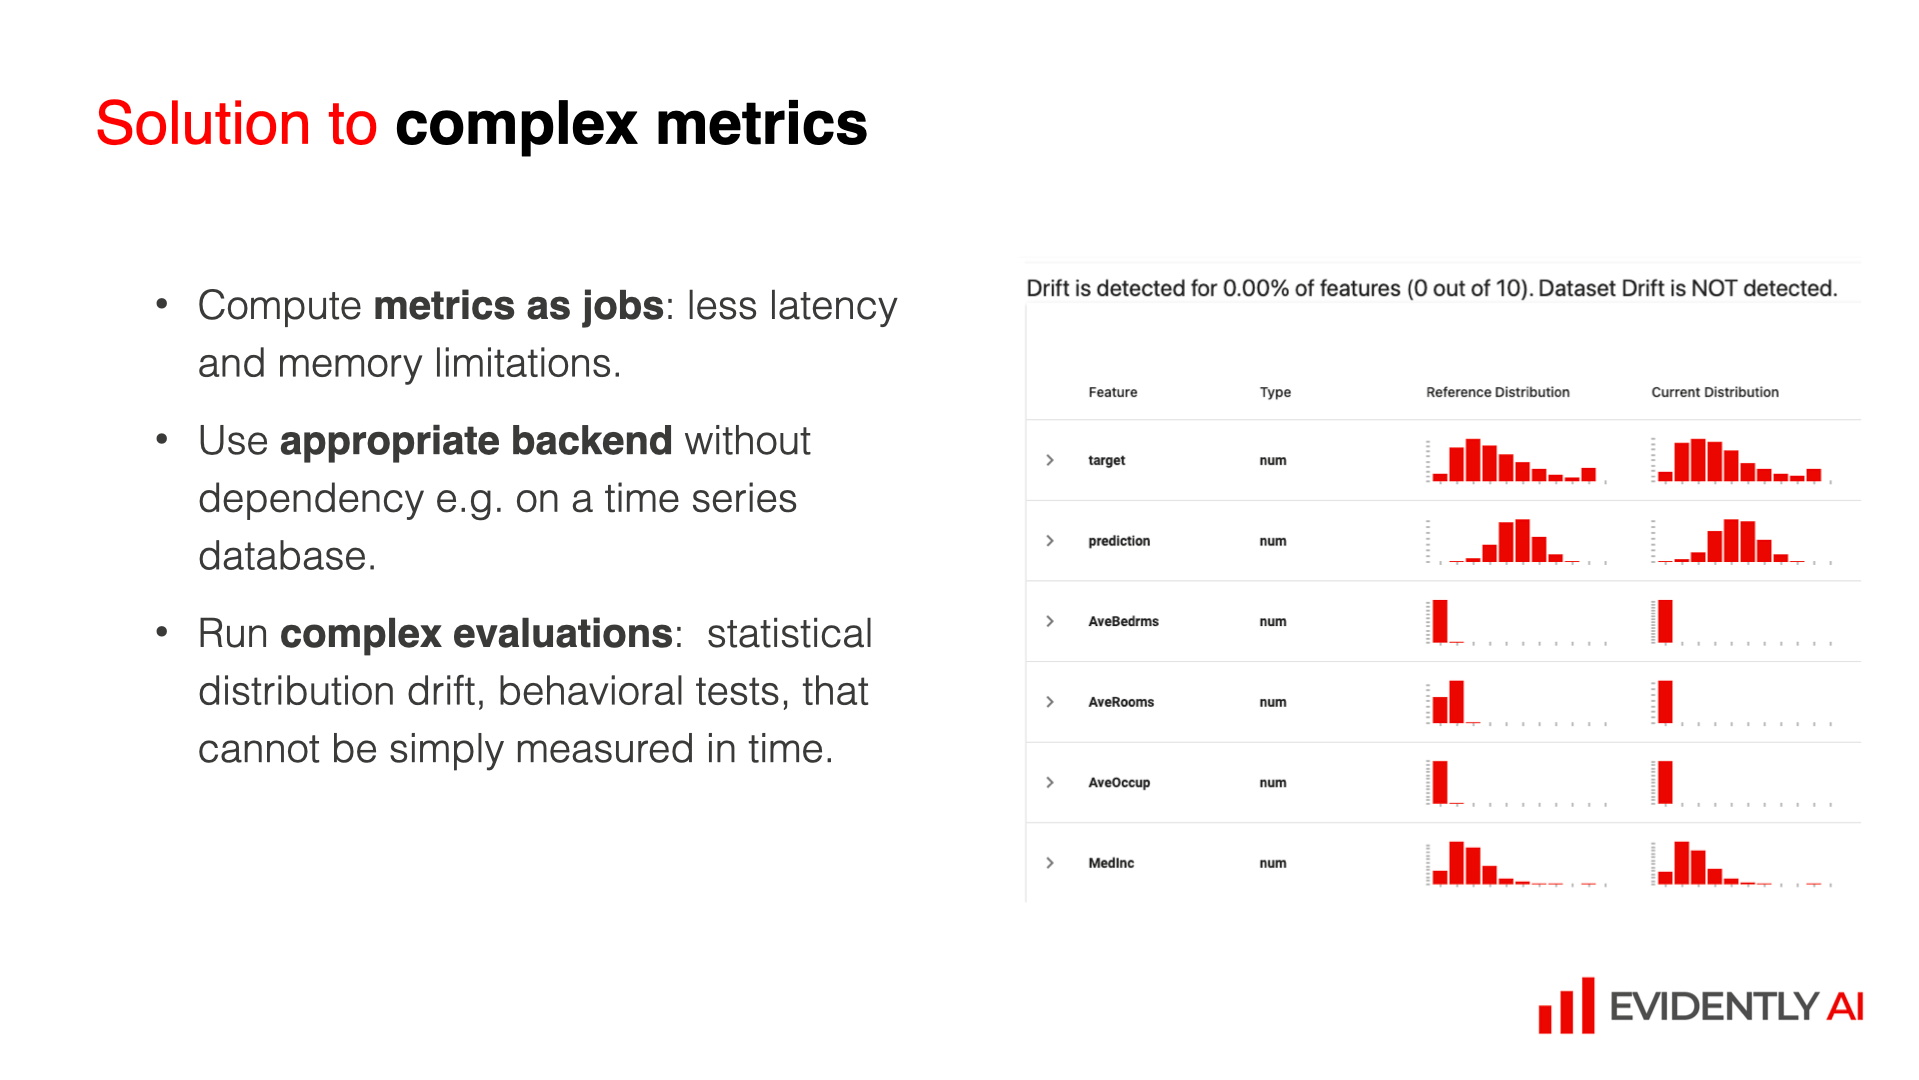 Solution to complex metrics
• Compute metrics as jobs: less latency
and memory limitations.
• Use appropriate backend without
dependency e.g. on a time series
database.
• Run complex evaluations:  statistical
distribution drift, behavioral tests, that
cannot be simply measured in time.
Drift is detected for 0.00% of features (0 out of 10). Dataset Drift is NOT detected.
Feature Type Reference Distribution Current Distribution
target num
prediction num
AveBedrms num
AveRooms num
AveOccup num
MedInc num
EVIDENTLY AI